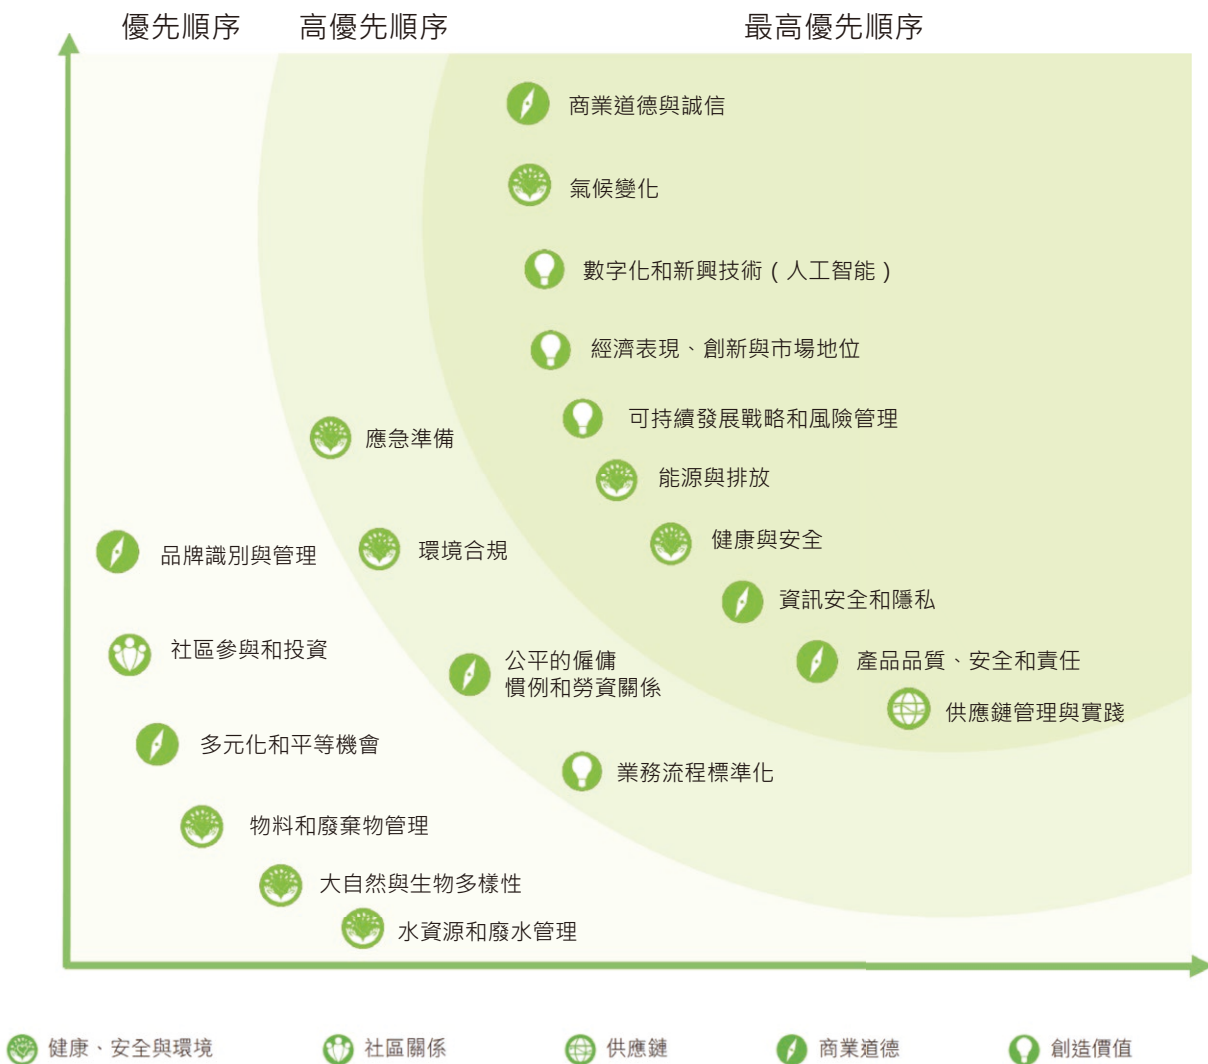 優先順序
高優先順序
最高優先順序
商業道德與誠信
氣候變化
數字化和新興技術（人工智能）
經濟表現、創新與市場地位
可持續發展戰略和風險管理
應急準備
能源與排放
健康與安全
環境合規
品牌識別與管理
資訊安全和隱私
社區參與和投資
公平的僱傭
慣例和勞資關係
產品品質、安全和責任
供應鏈管理與實踐
多元化和平等機會
業務流程標準化
物料和廢棄物管理
大自然與生物多樣性
水資源和廢水管理
健康、安全與環境
社區關係
供應鏈
商業道德
創造價值